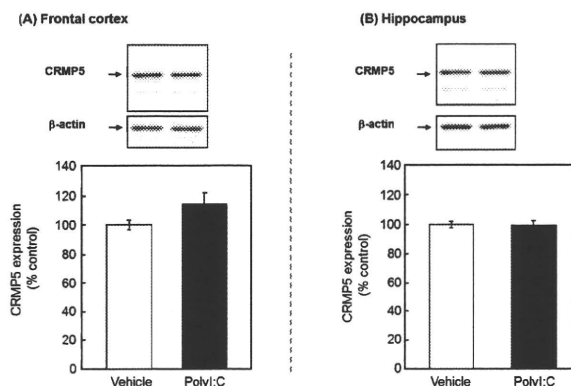 (A) Frontal cortex
CRMP5
β-actin
CRMP5 expression
(% control)
140
120
100
80
60
40
20
0
Vehicle
PolyI:C
(B) Hippocampus
CRMP5
β-actin
CRMP5 expression
(% control)
140
120
100
80
60
40
20
0
Vehicle
PolyI:C